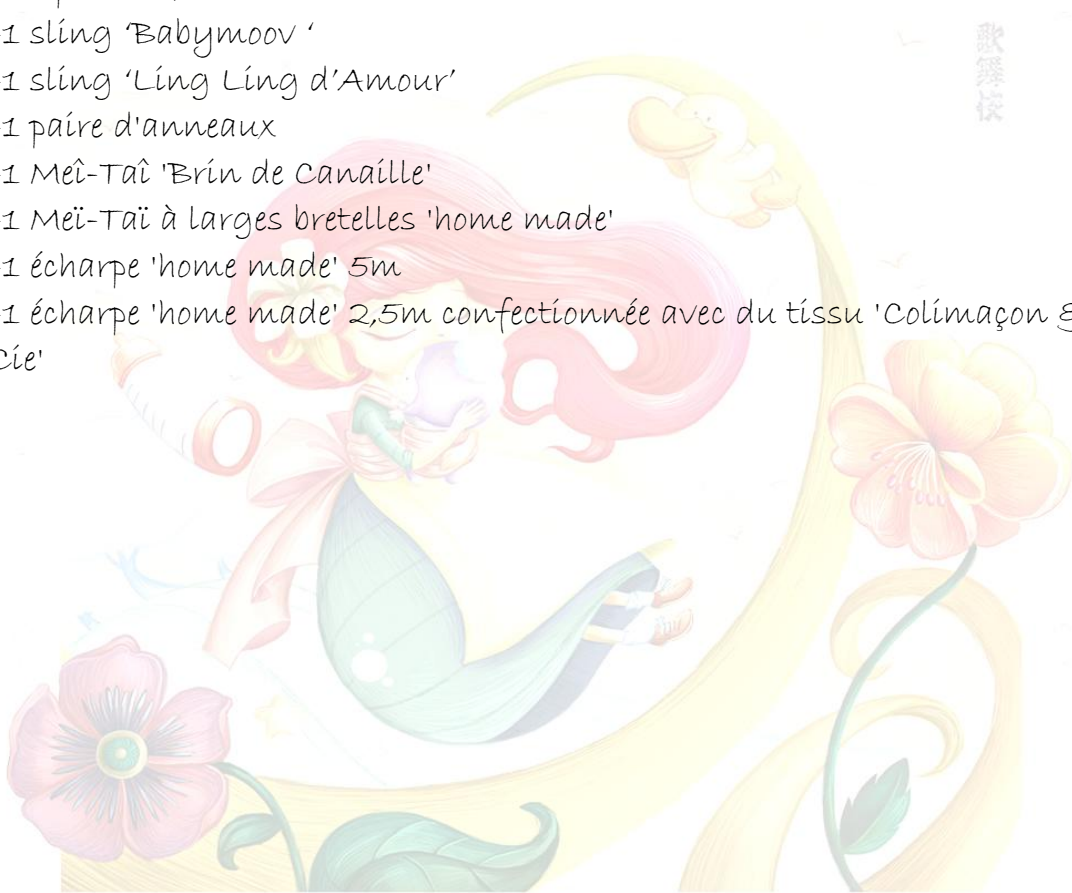 -1 sling 'Babymoov '
-1 sling 'Ling Ling d'Amour'
-1 paire d'anneaux
-1 Meî-Taî 'Brin de Canaille'
-1 Meï-Taï à larges bretelles 'home made'
-1 écharpe 'home made' 5m
-1 écharpe 'home made' 2,5m confectionnée avec du tissu 'Colimaçon &
Cie'